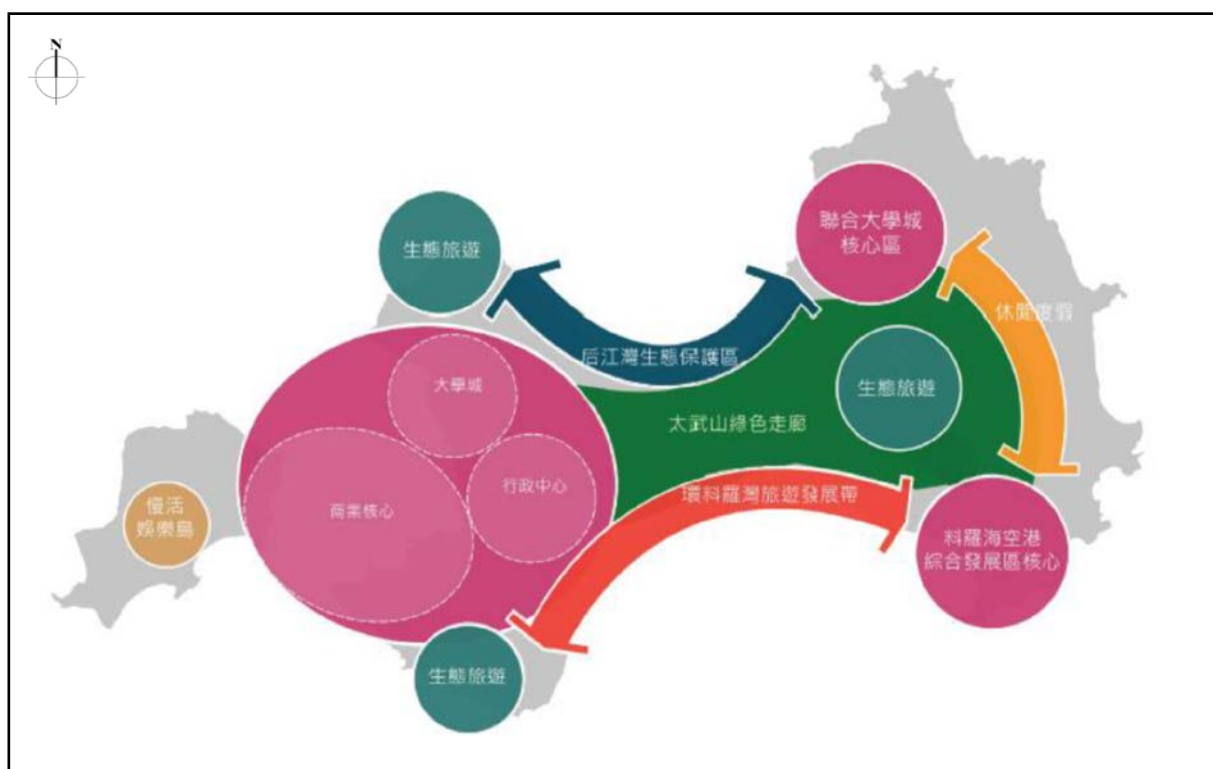 N
聯合大學城
核心區
生態旅遊
休閒度假
后江灣生態保護區
大學城
生態旅遊
太武山綠色走廊
行政中心
環料羅灣旅遊發展帶
商業核心
慢活
娛樂島
料羅海空港
綜合發展區核心
生態旅遊